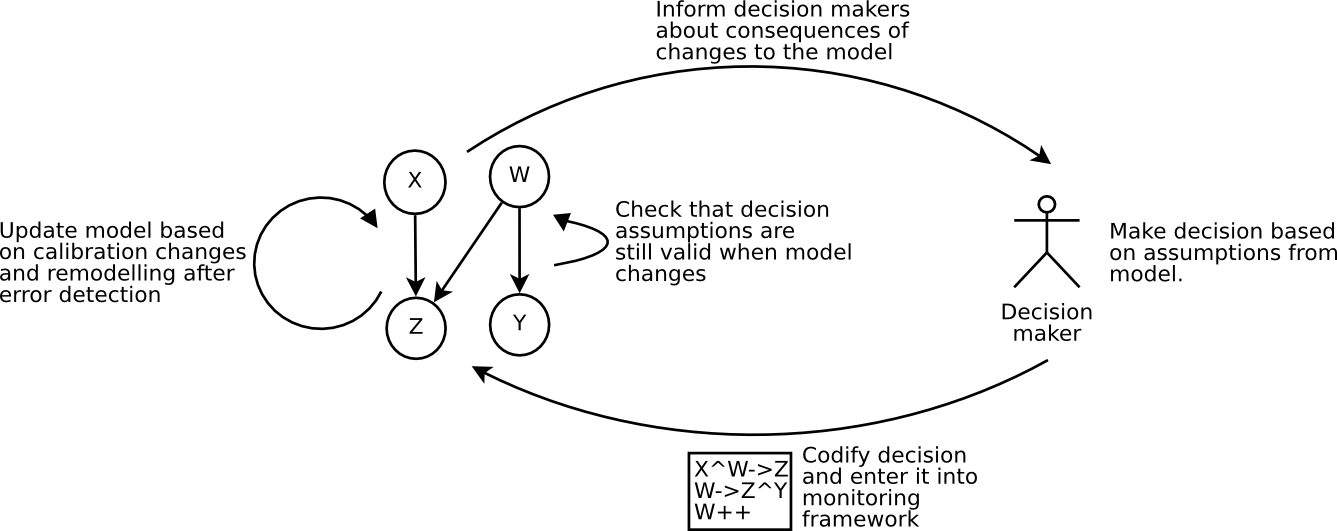 Inform decision makers
about consequences of
changes to the model
X
W
Update model based
on calibration changes
and remodelling after
error detection
Check that decision
assumptions are
still valid when model
changes
Make decision based
on assumptions from
model.
Z
Y
Decision
maker
X^W->Z
W->Z^Y
W++
Codify decision
and enter it into
monitoring
framework